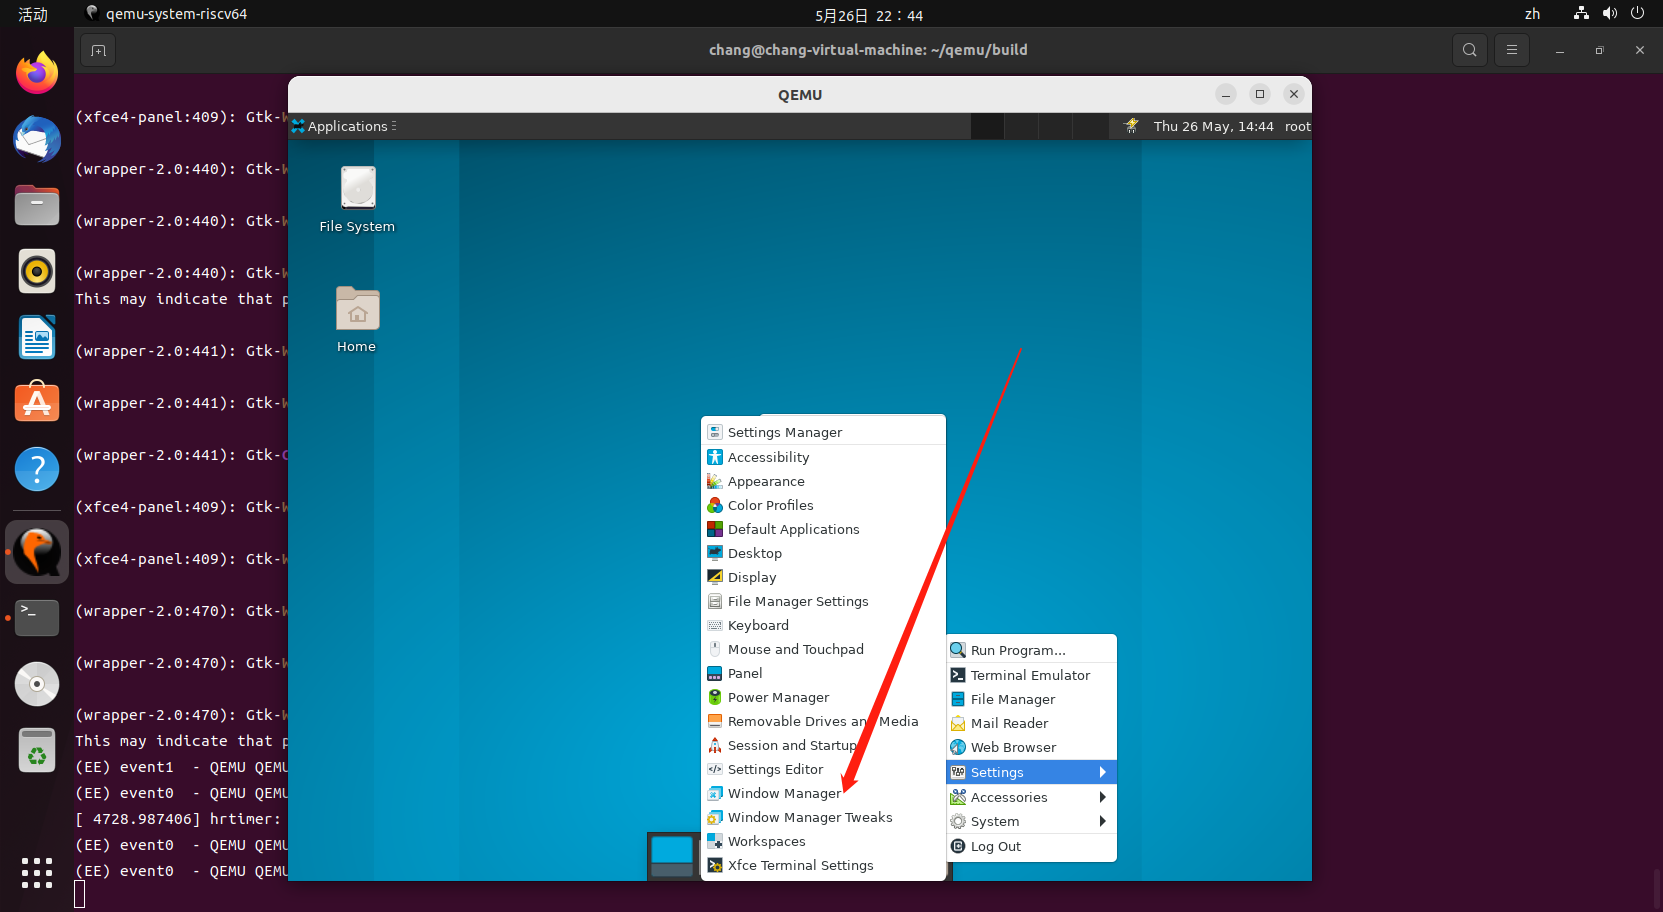 活动 qemu-system-riscv64 5月26日 22:44 zh
chang@chang-virtual-machine: ~/qemu/build
QEMU
Applications Thu 26 May, 14:44 root
File System
Home
(xfce4-panel:409): Gtk-W
(wrapper-2.0:440): Gtk-W
(wrapper-2.0:440): Gtk-W
(wrapper-2.0:440): Gtk-W
This may indicate that p
(wrapper-2.0:441): Gtk-W
(wrapper-2.0:441): Gtk-W
(wrapper-2.0:441): Gtk-C
(xfce4-panel:409): Gtk-W
(xfce4-panel:409): Gtk-W
(wrapper-2.0:470): Gtk-W
(wrapper-2.0:470): Gtk-W
(wrapper-2.0:470): Gtk-W
This may indicate that p
(EE) event1  - QEMU QEMU
(EE) event0  - QEMU QEMU
[ 4728.987406] hrtimer:
(EE) event0  - QEMU QEMU
(EE) event0  - QEMU QEMU
Settings Manager
Accessibility
Appearance
Color Profiles
Default Applications
Desktop
Display
File Manager Settings
Keyboard
Mouse and Touchpad
Panel
Power Manager
Removable Drives and Media
Session and Startup
Settings Editor
Window Manager
Window Manager Tweaks
Workspaces
Xfce Terminal Settings
Run Program...
Terminal Emulator
File Manager
Mail Reader
Web Browser
Settings
Accessories
System
Log Out